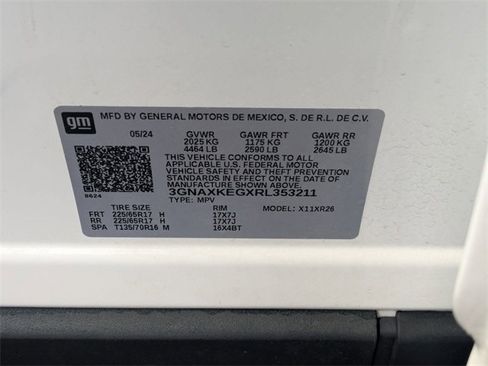 gm MFD BY GENERAL MOTORS DE MEXICO, S. DE R.L. DE C.V.
05/24 GVWR GAWR FRT GAWR RR
2025 KG 1175 KG 1200 KG
4464 LB 2590 LB 2645 LB
THIS VEHICLE CONFORMS TO ALL
APPLICABLE U.S. FEDERAL MOTOR
VEHICLE SAFETY AND BUMPER
STANDARDS IN EFFECT ON THE DATE OF
MANUFACTURE SHOWN ABOVE.
3GNAXKEGXRL353211
8624 TYPE: MPV MODEL: X11XR26
TIRE SIZE RIM
FRT 225/65R17 H 17X7J
RR 225/65R17 H 17X7J
SPA T135/70R16 M 16X4BT